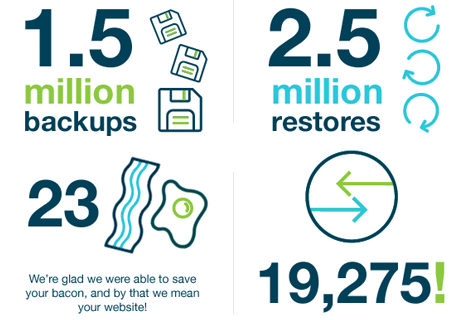 1.5
million
backups
2.5
million
restores
23
We're glad we were able to save
your bacon, and by that we mean
your website!
19,275!